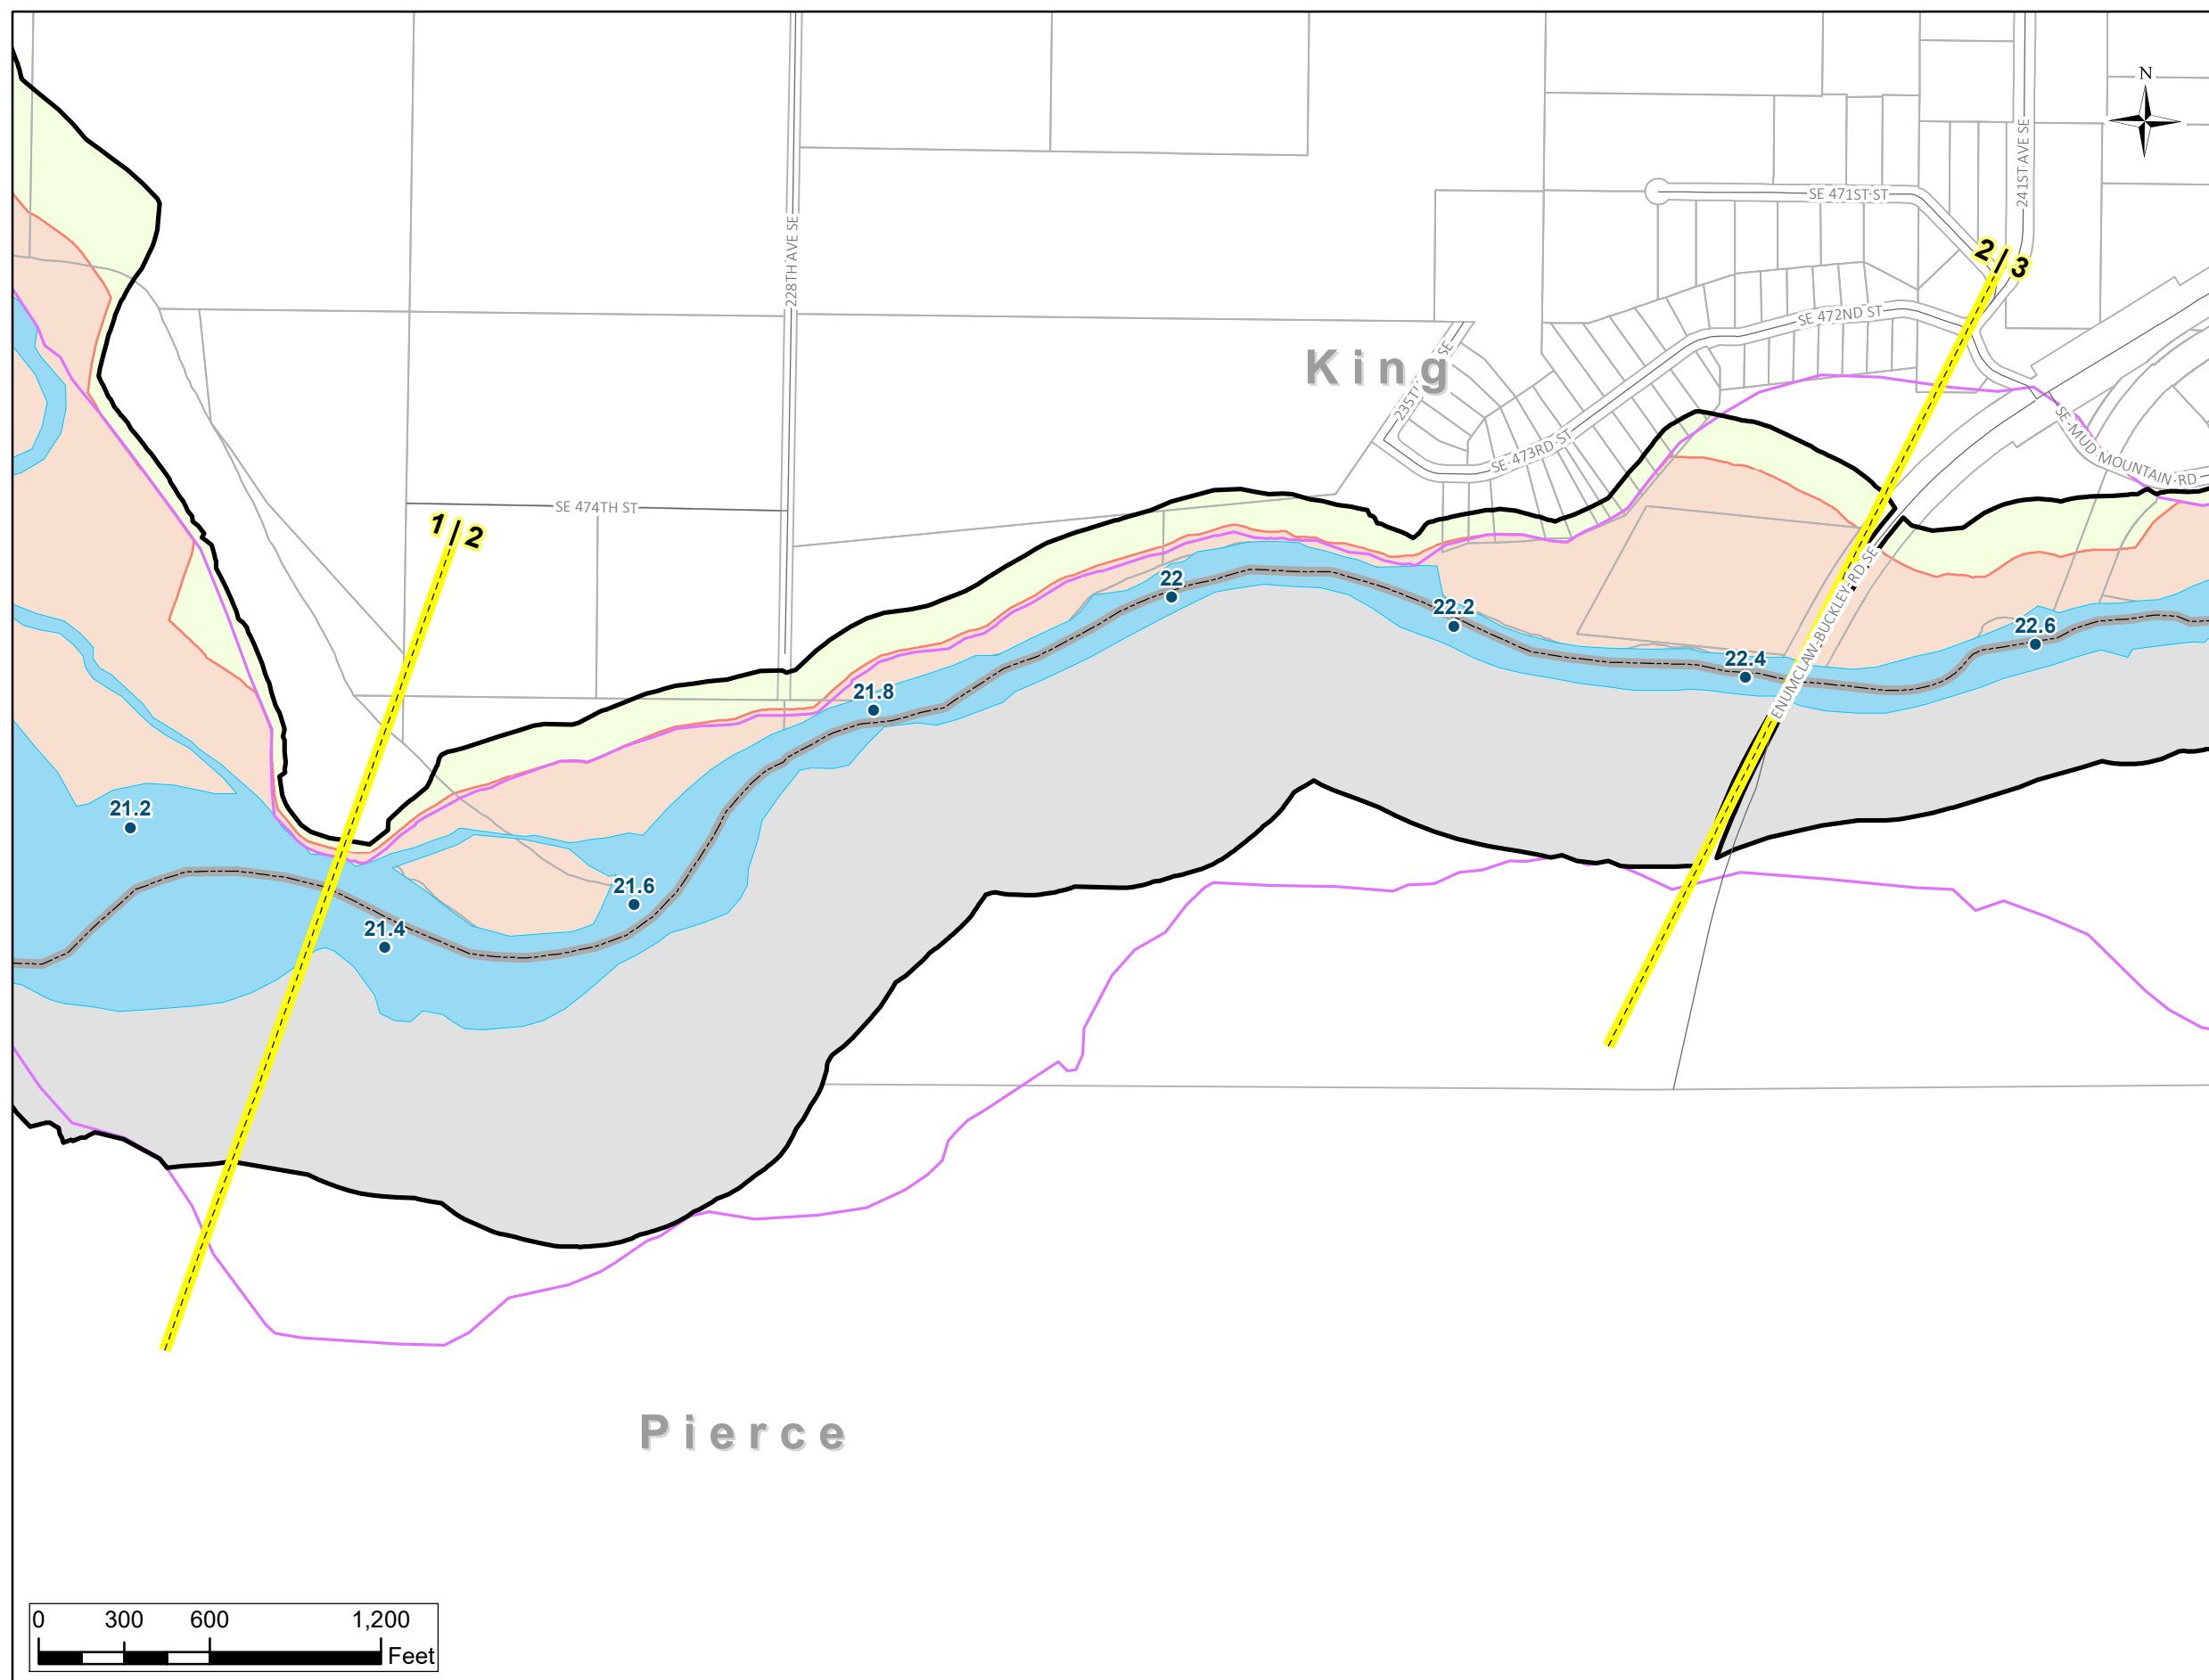 N
241ST AVE SE
SE 471ST ST
228TH AVE SE
2 / 3
SE 472ND ST
King
235TH
SE
SE 473RD ST
SE MUD MOUNTAIN RD
SE 474TH ST
1 / 2
ENUMCLAW-BUCKLEY RD SE
22
22.2
22.4
22.6
21.8
21.2
21.6
21.4
Pierce
0 300 600 1,200
Feet